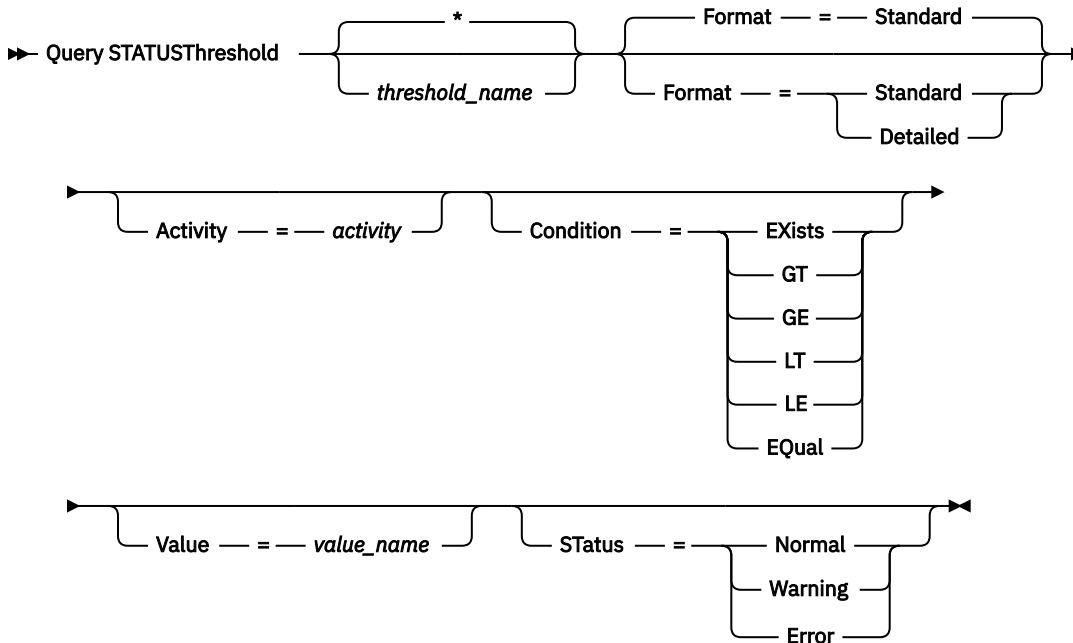 * Format = Standard
Query STATUSThreshold
threshold_name Format = Standard
Detailed
Activity = activity Condition = EXists
GT
GE
LT
LE
EQual
Value = value_name STatus = Normal
Warning
Error